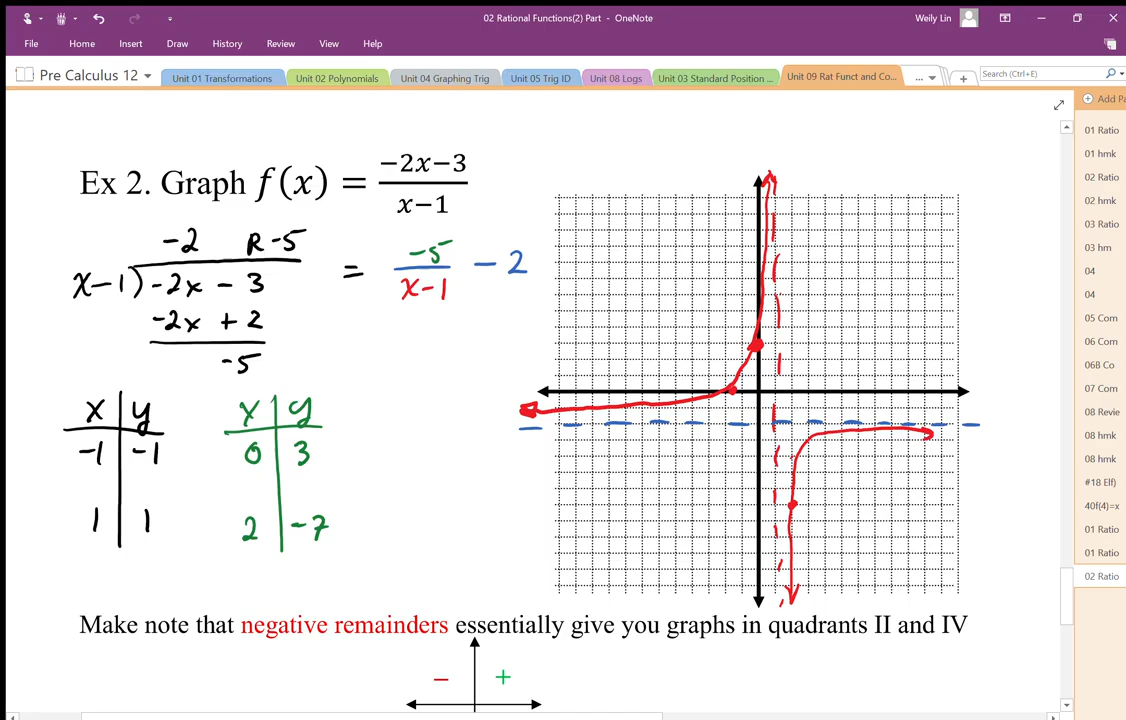 02 Rational Functions(2) Part - OneNote
Weily Lin
File Home Insert Draw History Review View Help
Pre Calculus 12
Unit 01 Transformations
Unit 02 Polynomials
Unit 04 Graphing Trig
Unit 05 Trig ID
Unit 08 Logs
Unit 03 Standard Position ...
Unit 09 Rat Funct and Co...
...
+
Search (Ctrl+E)
Add Pa
01 Ratio
01 hmk
02 Ratio
02 hmk
03 Ratio
03 hm
04
04
05 Com
06 Com
06B Co
07 Com
08 Revie
08 hmk
08 hmk
#18 Elf)
40f(4)=x
01 Ratio
01 Ratio
02 Ratio
Ex 2. Graph f(x) = (−2x−3)/(x−1)
-2 R -5
x-1 ) -2x - 3 = -5/(x-1) - 2
-2x + 2
-5
x | y
-1 | -1
1 | 1
x | y
0 | 3
2 | -7
Make note that negative remainders essentially give you graphs in quadrants II and IV
− +